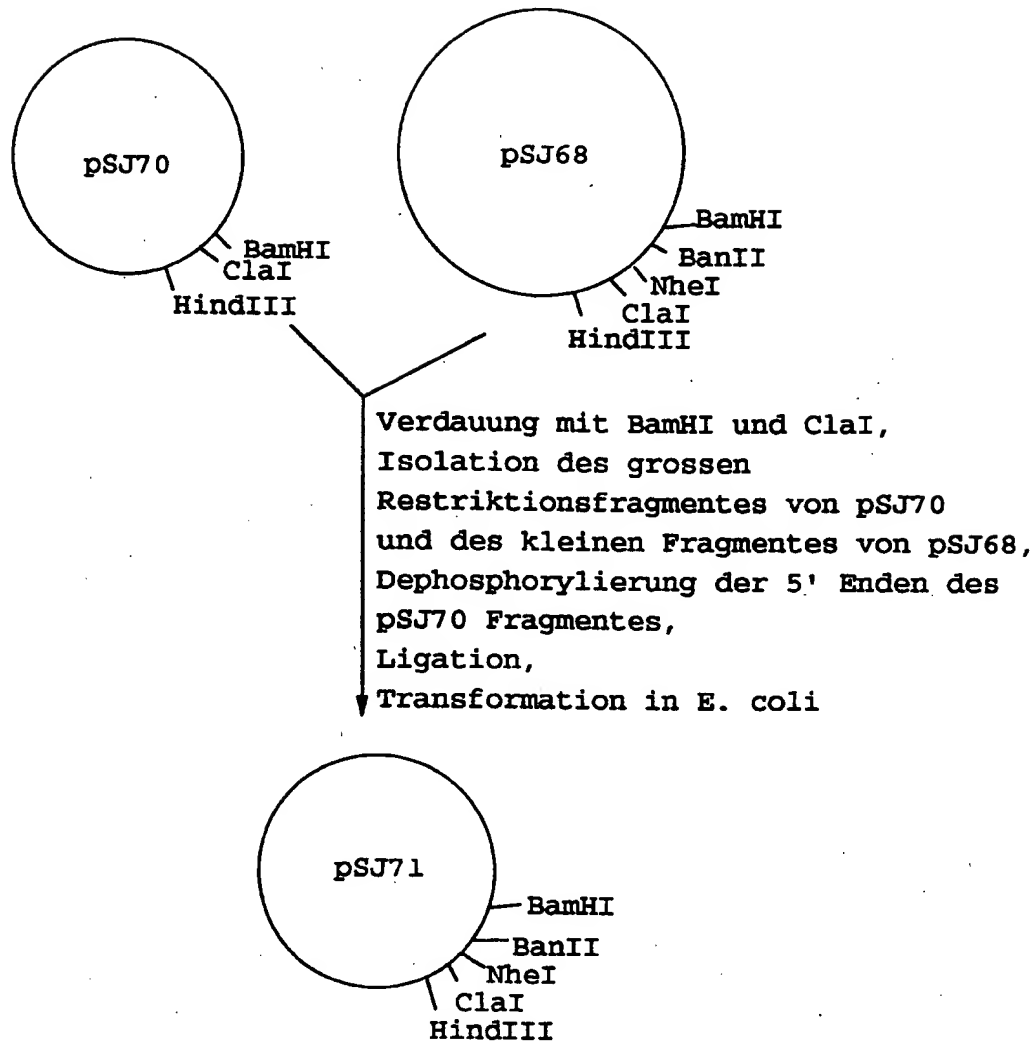 pSJ70
BamHI
ClaI
HindIII
pSJ68
BamHI
BanII
NheI
ClaI
HindIII
Verdauung mit BamHI und ClaI,
Isolation des grossen
Restriktionsfragmentes von pSJ70
und des kleinen Fragmentes von pSJ68,
Dephosphorylierung der 5' Enden des
pSJ70 Fragmentes,
Ligation,
Transformation in E. coli
pSJ71
BamHI
BanII
NheI
ClaI
HindIII